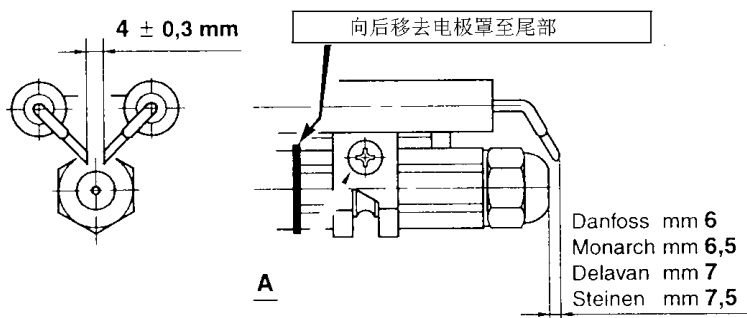 4 ± 0,3 mm
向后移去电极罩至尾部
Danfoss mm 6
Monarch mm 6,5
Delavan mm 7
Steinen mm 7,5
A